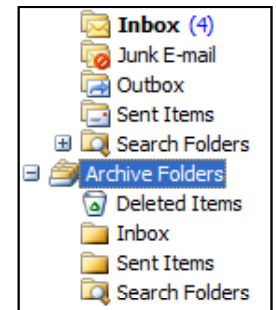 Inbox (4)
Junk E-mail
Outbox
Sent Items
Search Folders
Archive Folders
Deleted Items
Inbox
Sent Items
Search Folders